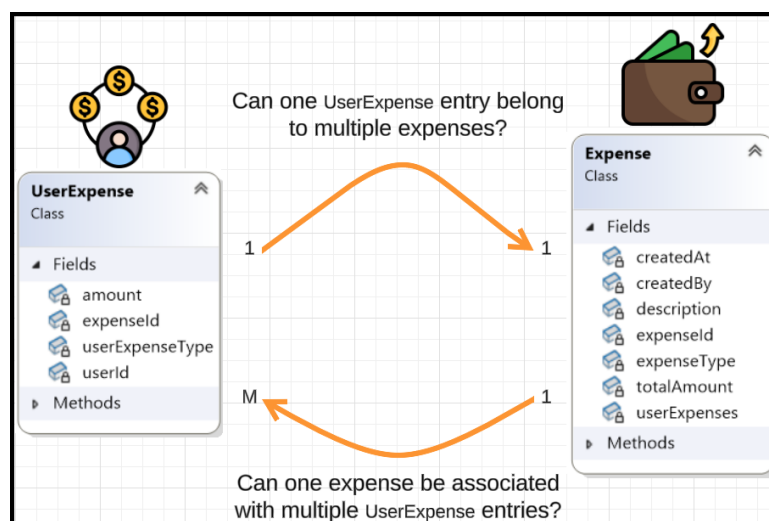 Can one UserExpense entry belong
to multiple expenses?
UserExpense
Class
Fields
amount
expenseId
userExpenseType
userId
Methods
1
1
M
1
Expense
Class
Fields
createdAt
createdBy
description
expenseId
expenseType
totalAmount
userExpenses
Methods
Can one expense be associated
with multiple UserExpense entries?